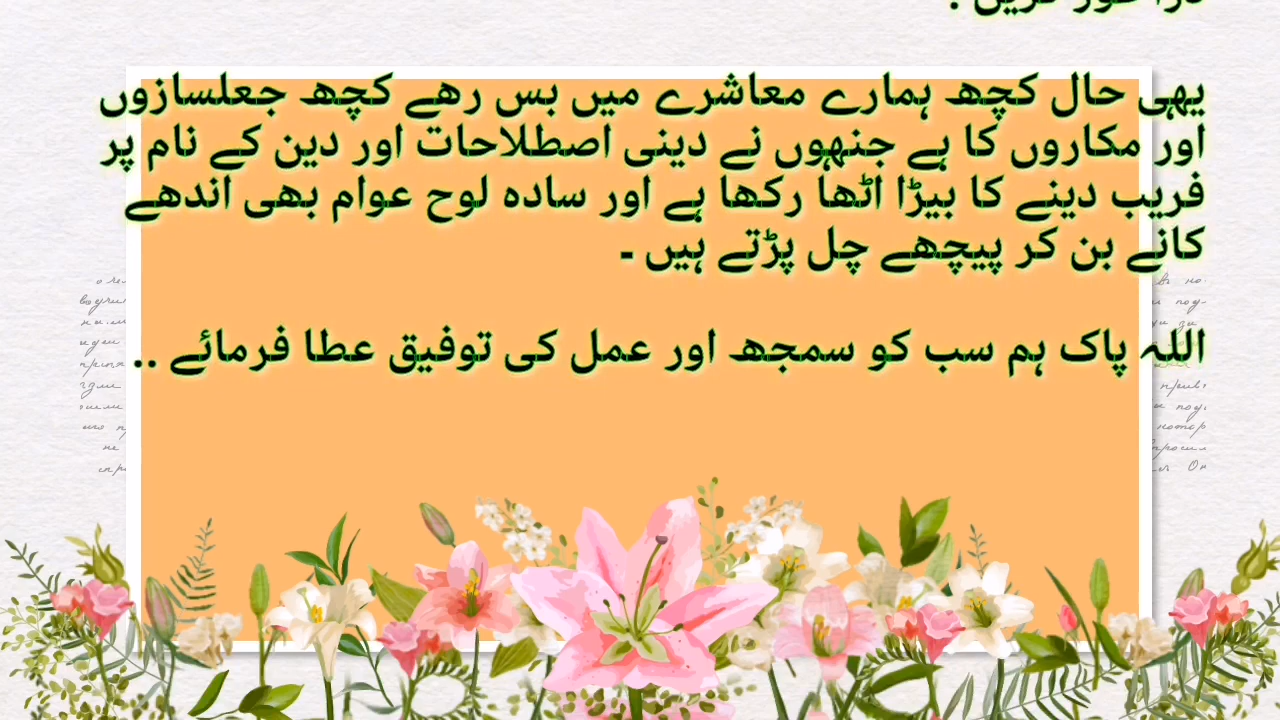 ذرا غور کریں .
یہی حال کچھ ہمارے معاشرے میں بس رھے کچھ جعلسازوں
اور مکاروں کا ہے جنھوں نے دینی اصطلاحات اور دین کے نام پر
فریب دینے کا بیڑا اٹھا رکھا ہے اور سادہ لوح عوام بھی اندھے
کانے بن کر پیچھے چل پڑتے ہیں ۔
اللہ پاک ہم سب کو سمجھ اور عمل کی توفیق عطا فرمائے ..